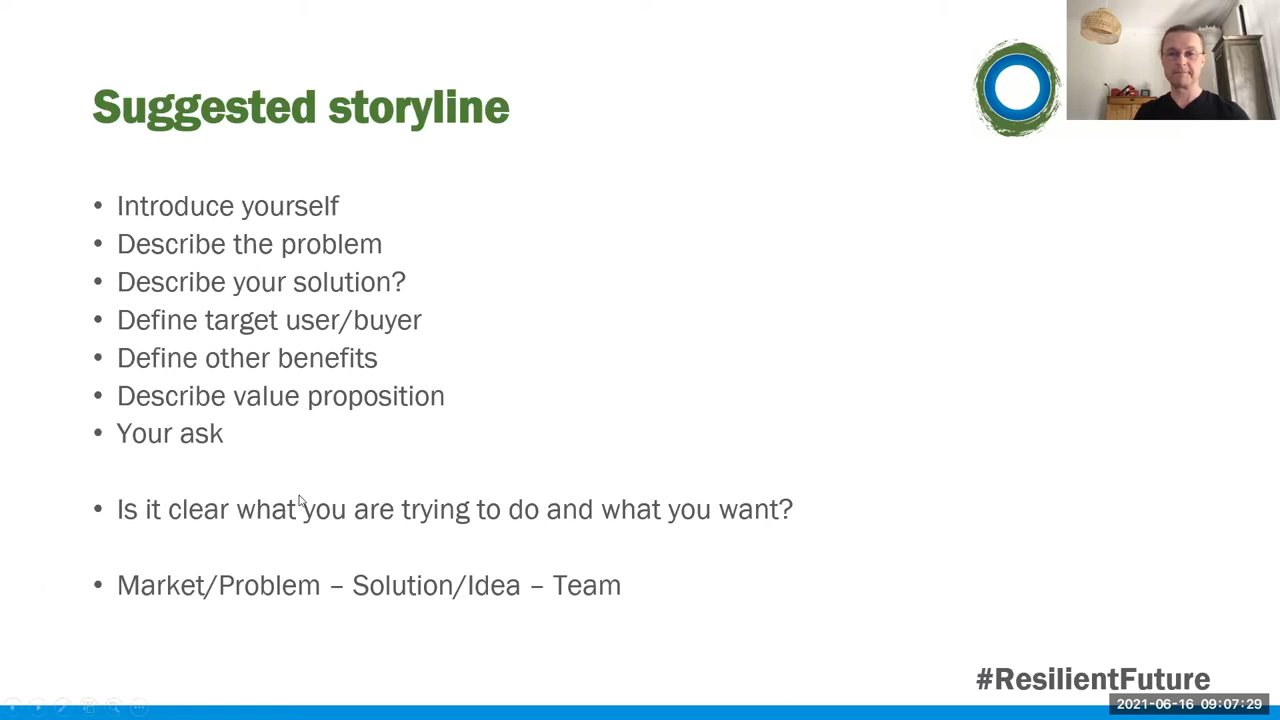 Suggested storyline
• Introduce yourself
• Describe the problem
• Describe your solution?
• Define target user/buyer
• Define other benefits
• Describe value proposition
• Your ask
• Is it clear what you are trying to do and what you want?
• Market/Problem – Solution/Idea – Team
#ResilientFuture
2021-06-16 09:07:29